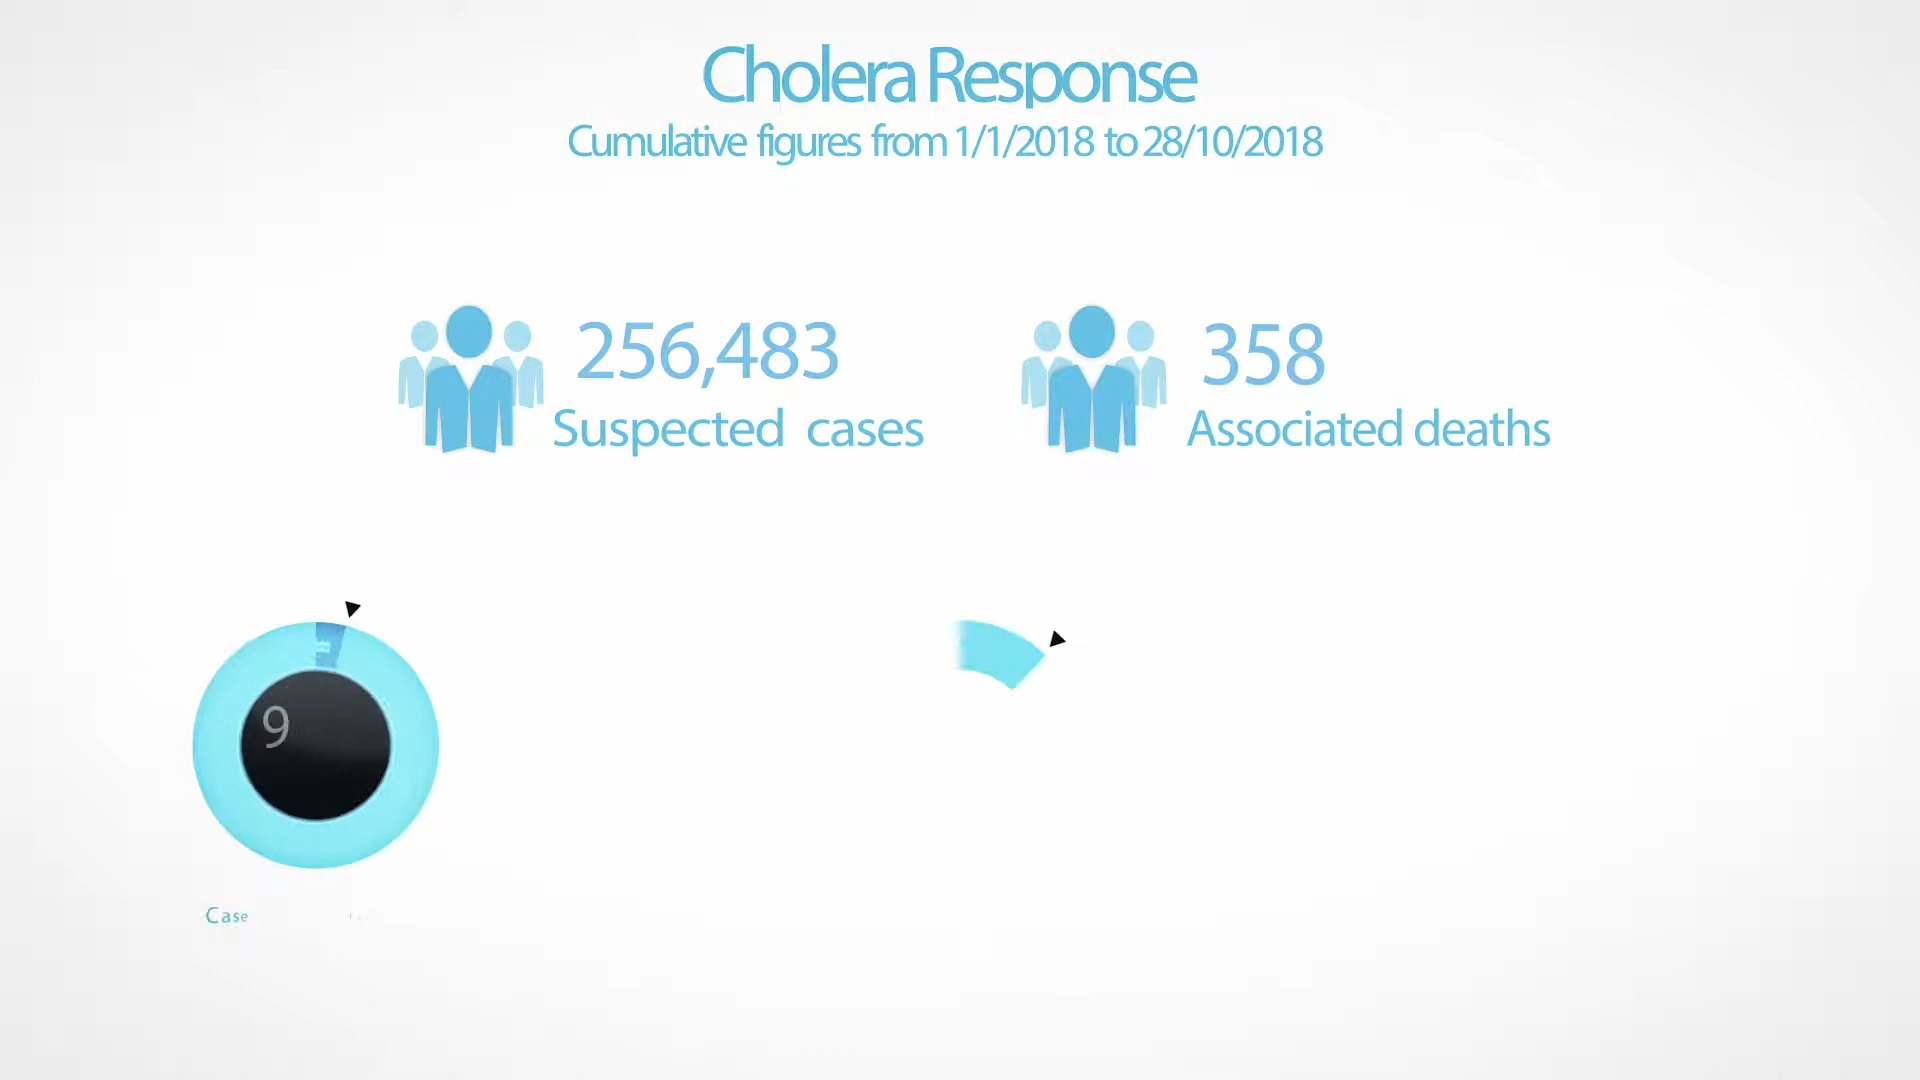 Cholera Response
Cumulative figures from 1/1/2018 to 28/10/2018
256,483
Suspected cases
358
Associated deaths
9
Case